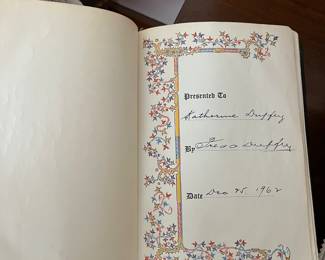 Presented To
Katherine Duffey
By
Duffey
Date Dec 25, 1962